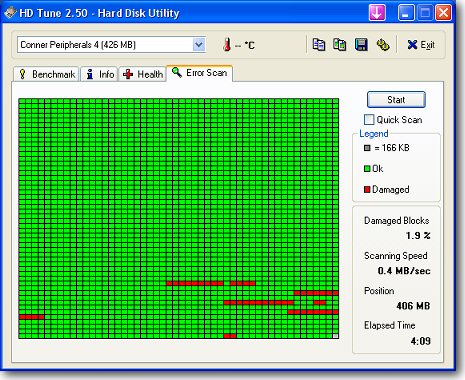 HD Tune 2.50 - Hard Disk Utility
Conner Peripherals 4 (426 MB)
-- °C
Exit
Benchmark
Info
Health
Error Scan
Start
Quick Scan
Legend
= 166 KB
Ok
Damaged
Damaged Blocks
1.9 %
Scanning Speed
0.4 MB/sec
Position
406 MB
Elapsed Time
4:09